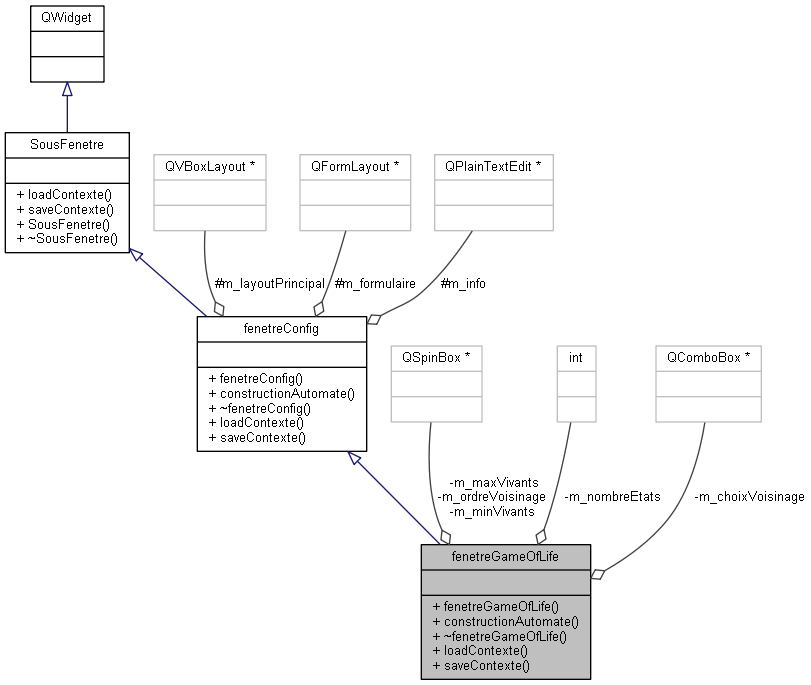 QWidget
SousFenetre
+ loadContexte()
+ saveContexte()
+ SousFenetre()
+ ~SousFenetre()
QVBoxLayout *
QFormLayout *
QPlainTextEdit *
#m_layoutPrincipal
#m_formulaire
#m_info
fenetreConfig
+ fenetreConfig()
+ constructionAutomate()
+ ~fenetreConfig()
+ loadContexte()
+ saveContexte()
QSpinBox *
int
QComboBox *
-m_maxVivants
-m_ordreVoisinage
-m_minVivants
-m_nombreEtats
-m_choixVoisinage
fenetreGameOfLife
+ fenetreGameOfLife()
+ constructionAutomate()
+ ~fenetreGameOfLife()
+ loadContexte()
+ saveContexte()